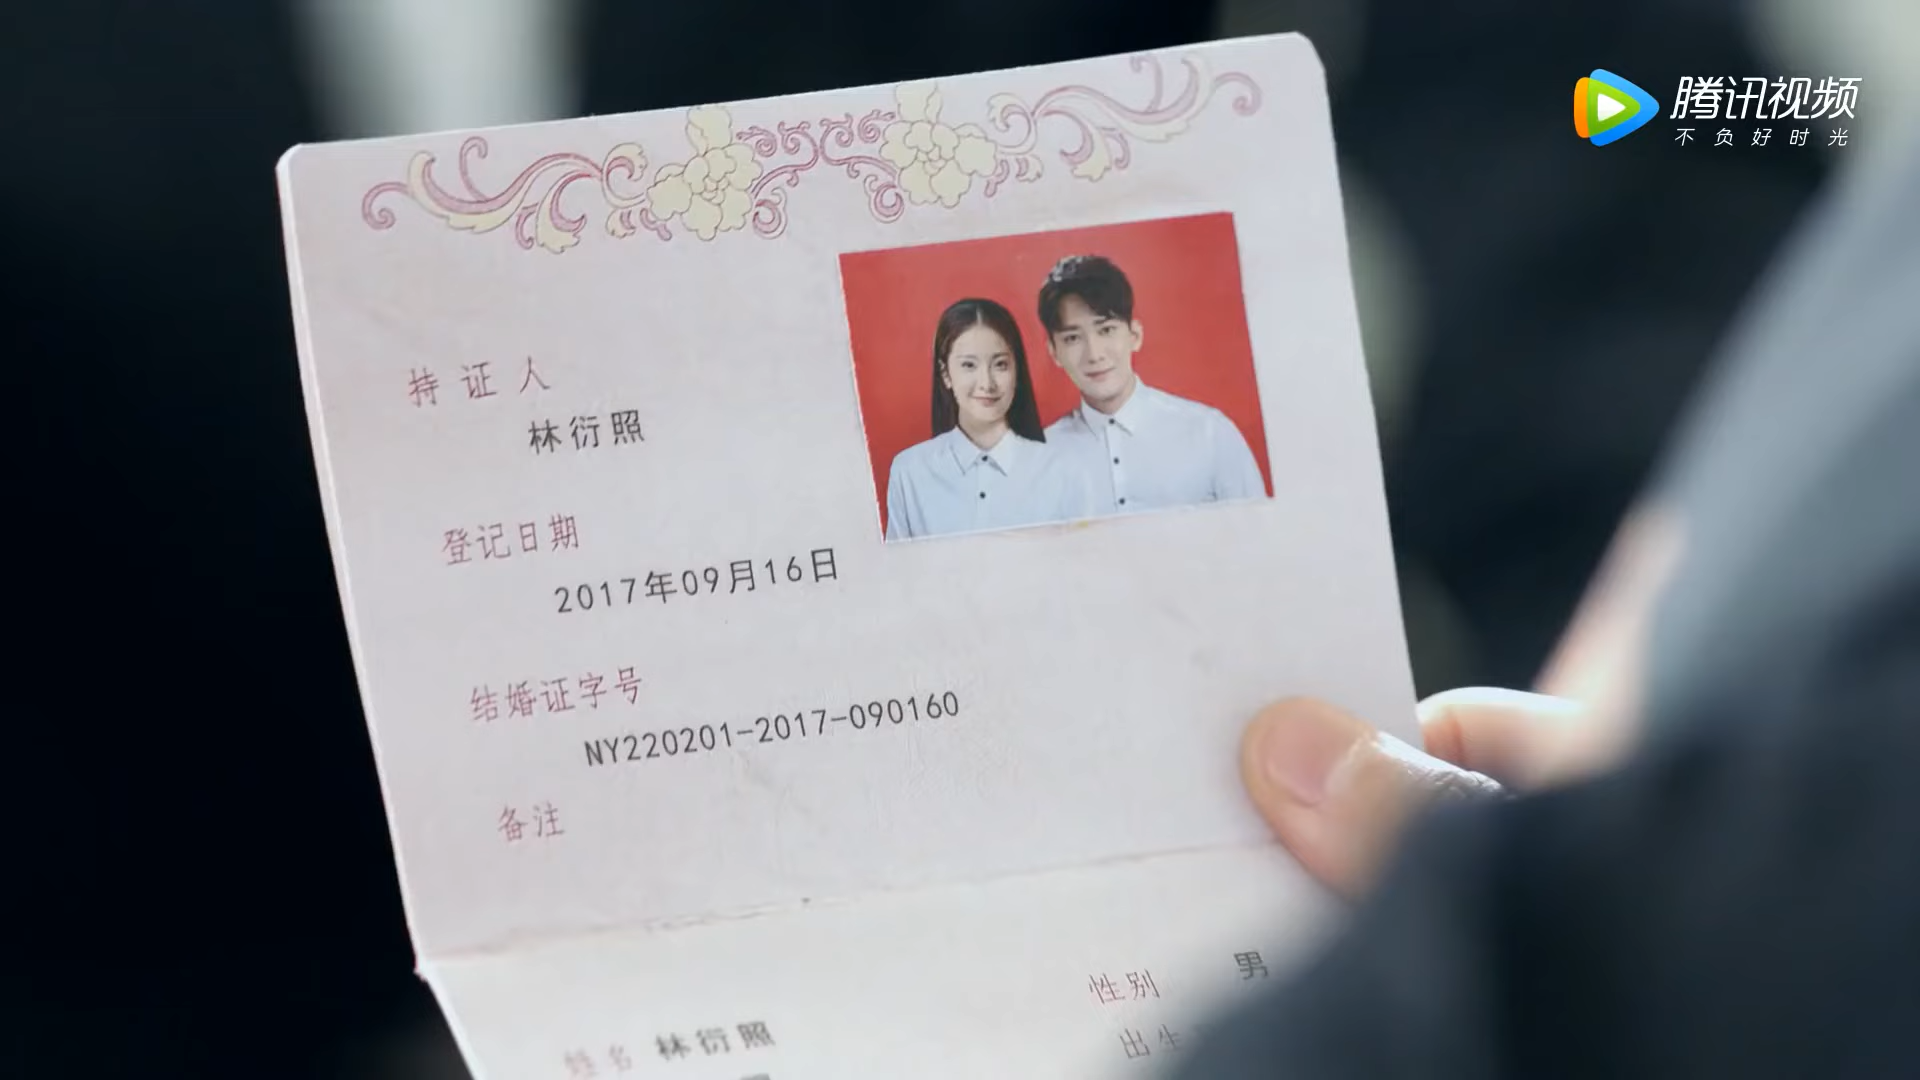 腾讯视频
不负好时光
持证人
林衍照
登记日期
2017年09月16日
结婚证字号
NY220201-2017-090160
备注
性别 男
姓名 林衍照
出生